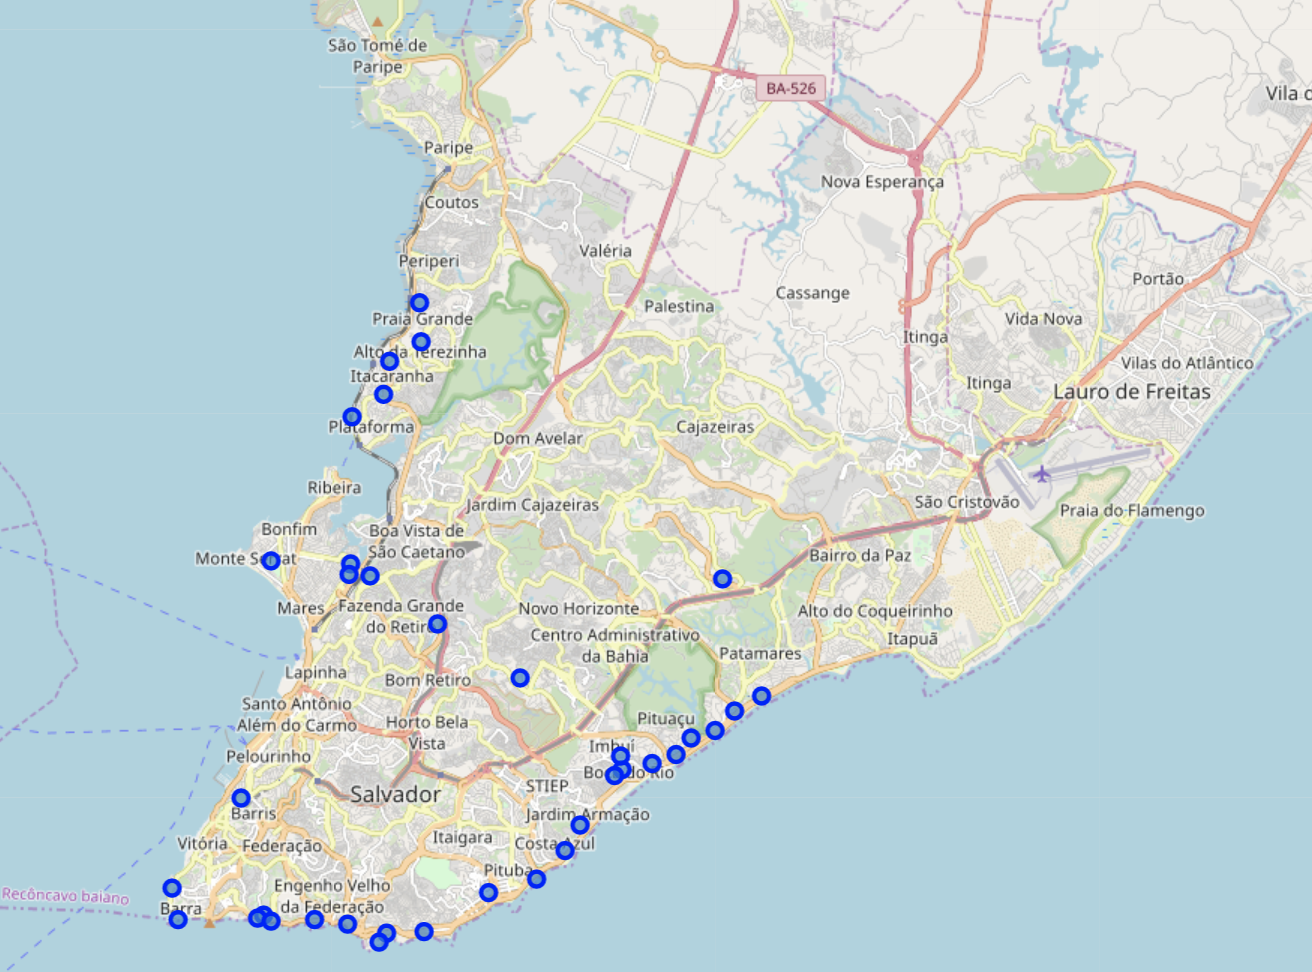 São Tomé de
Paripe
BA-526
Vila
Paripe
Nova Esperança
Coutos
Valéria
Periperi
Portão
Cassange
Palestina
Praia Grande
Vida Nova
Itinga
Alto da Terezinha
Vilas do Atlântico
Itacaranha
Itinga
Lauro de Freitas
Plataforma
Cajazeiras
Dom Avelar
Ribeira
São Cristovão
Jardim Cajazeiras
Praia do Flamengo
Bonfim
Boa Vista de
São Caetano
Monte Serrat
Bairro da Paz
Mares
Fazenda Grande
do Retiro
Novo Horizonte
Alto do Coqueirinho
Centro Administrativo
da Bahia
Itapuã
Patamares
Lapinha
Bom Retiro
Santo Antônio
Além do Carmo
Horto Bela
Vista
Pituaçu
Imbuí
Pelourinho
Boca do Rio
STIEP
Salvador
Barris
Jardim Armação
Itaigara
Vitória
Federação
Costa Azul
Pituba
Engenho Velho
da Federação
Recôncavo baiano
Barra